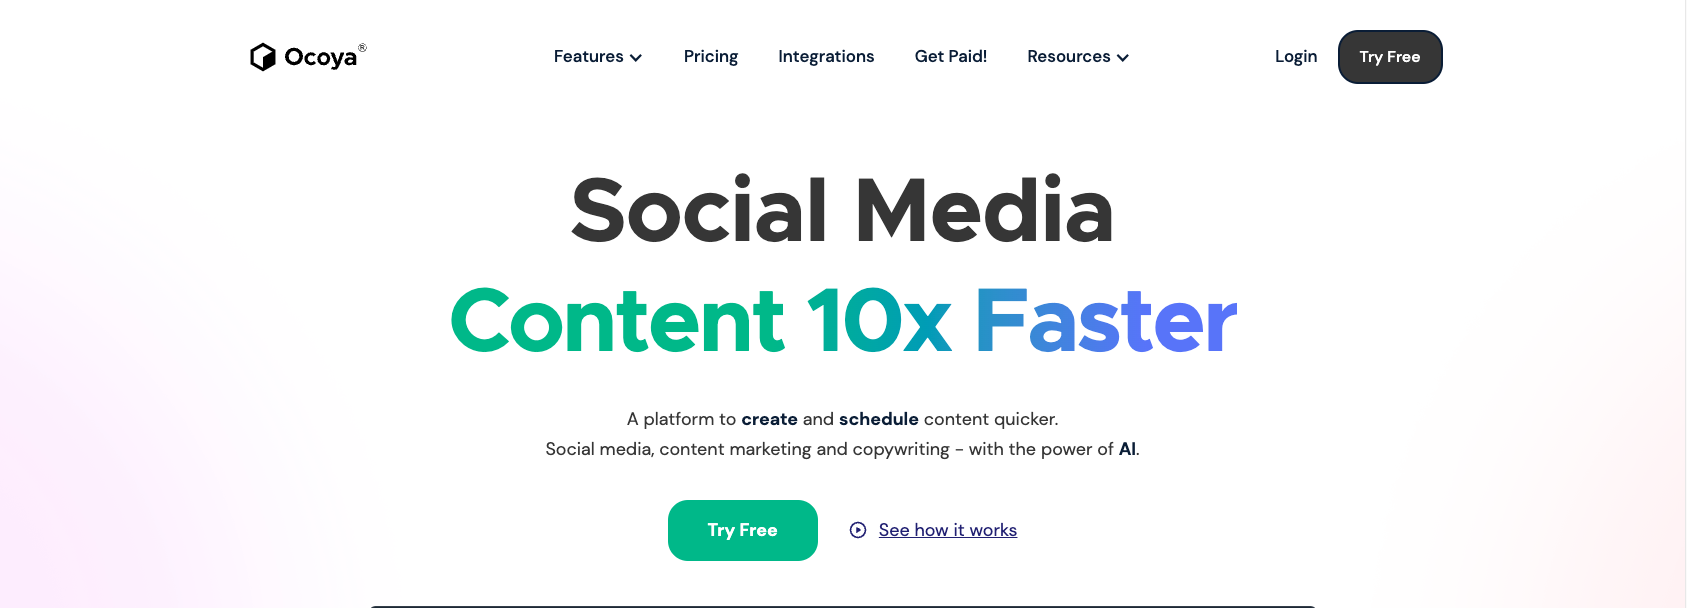 Ocoya®
Features
Pricing
Integrations
Get Paid!
Resources
Login
Try Free
Social Media
Content 10x Faster
A platform to create and schedule content quicker.
Social media, content marketing and copywriting - with the power of AI.
Try Free
See how it works